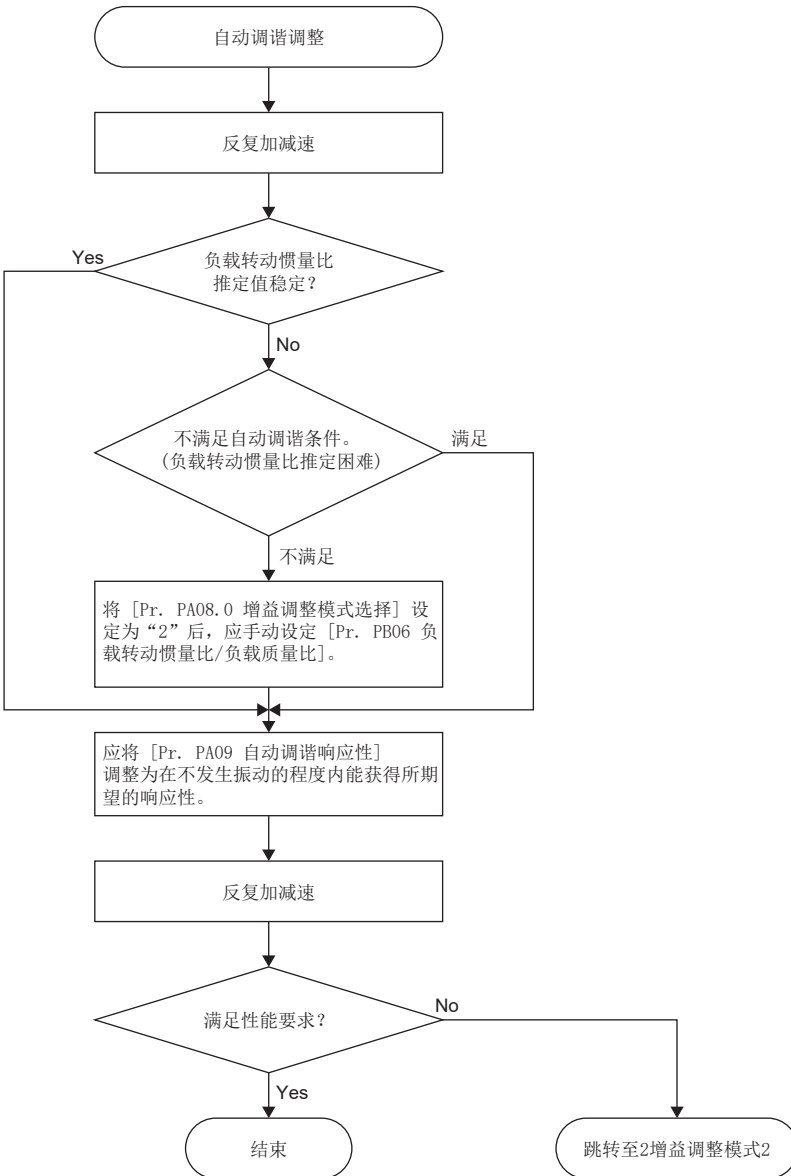 自动调谐调整
反复加减速
Yes
负载转动惯量比
推定值稳定?
No
不满足自动调谐条件。
(负载转动惯量比推定困难)
满足
不满足
将 [Pr. PA08.0 增益调整模式选择] 设
定为“2”后, 应手动设定 [Pr. PB06 负
载转动惯量比/负载质量比]。
应将 [Pr. PA09 自动调谐响应性]
调整为在不发生振动的程度内能获得所期
望的响应性。
反复加减速
满足性能要求?
No
Yes
结束
跳转至2增益调整模式2